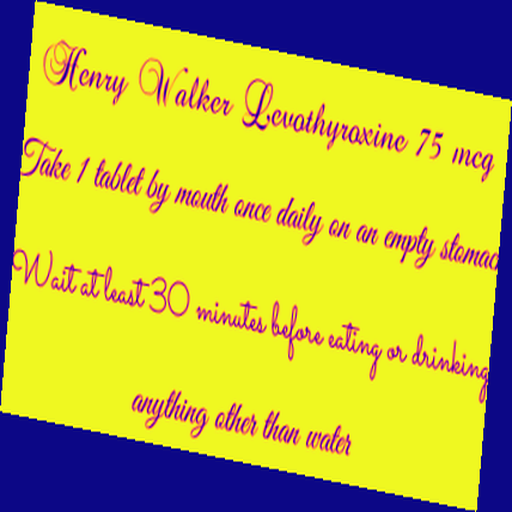 Henry Walker Levothyroxine 75 mcg
Take 1 tablet by mouth once daily on an empty stomac
Wait at least 30 minutes before eating or drinking
anything other than water